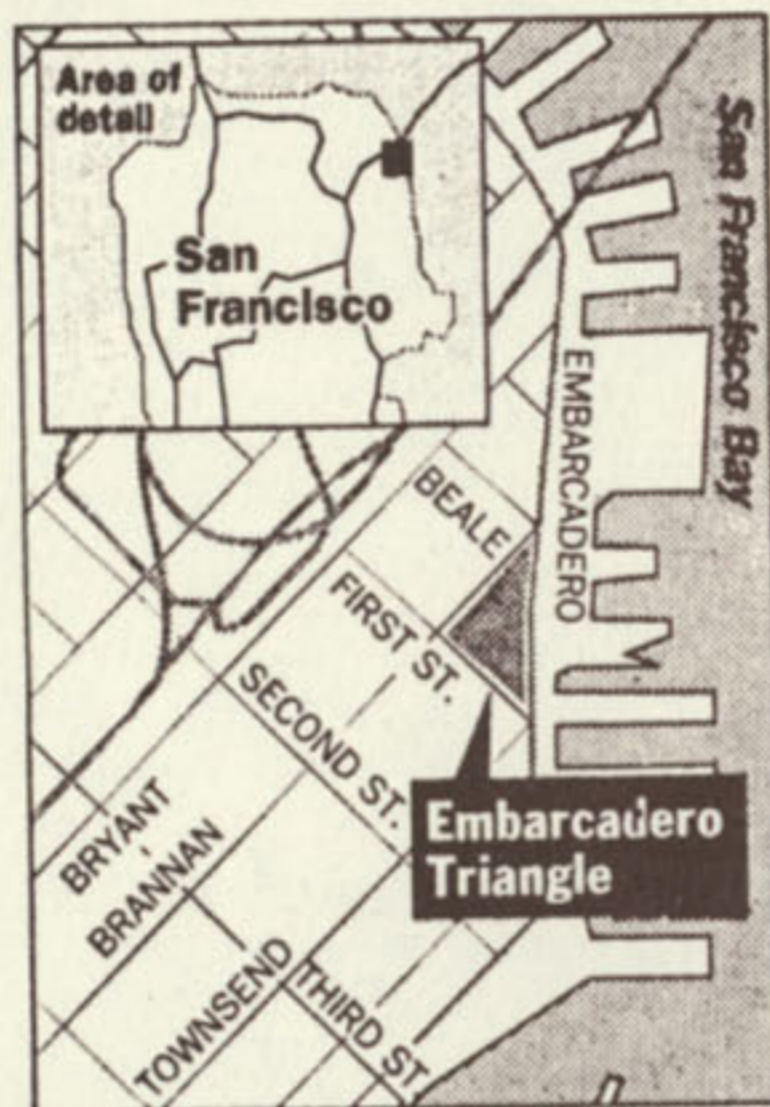 Area of
detail
San
Francisco
San Francisco Bay
EMBARCADERO
BEALE
FIRST ST.
SECOND ST.
Embarcadero
Triangle
BRYANT
BRANNAN
TOWNSEND
THIRD ST.